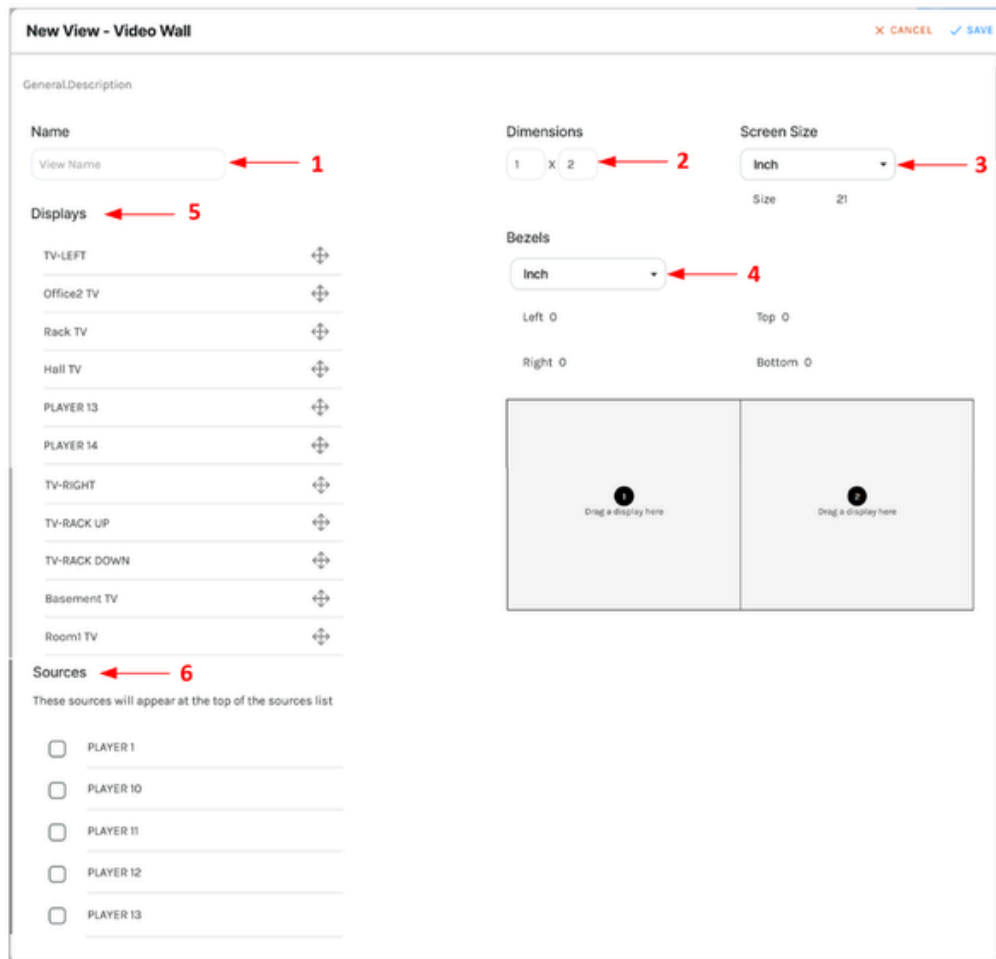 New View - Video Wall
CANCEL SAVE
General.Description
Name
View Name
1
Dimensions
1 X 2
2
Screen Size
Inch
3
Size 21
Displays
5
TV-LEFT
Office2 TV
Rack TV
Hall TV
PLAYER 13
PLAYER 14
TV-RIGHT
TV-RACK UP
TV-RACK DOWN
Basement TV
Room1 TV
Bezels
Inch
4
Left 0 Top 0
Right 0 Bottom 0
1
Drag a display here
2
Drag a display here
Sources
6
These sources will appear at the top of the sources list
PLAYER 1
PLAYER 10
PLAYER 11
PLAYER 12
PLAYER 13